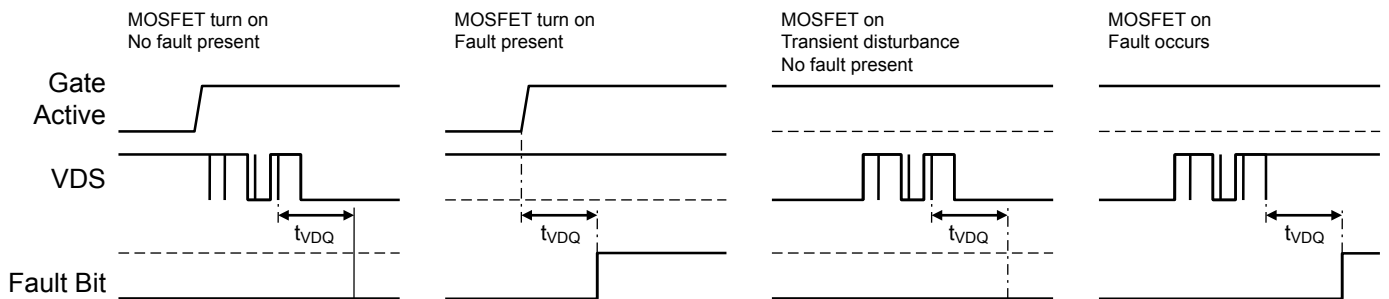 MOSFET turn on
No fault present
MOSFET turn on
Fault present
MOSFET on
Transient disturbance
No fault present
MOSFET on
Fault occurs
Gate
Active
VDS
tVDQ
tVDQ
tVDQ
tVDQ
Fault Bit